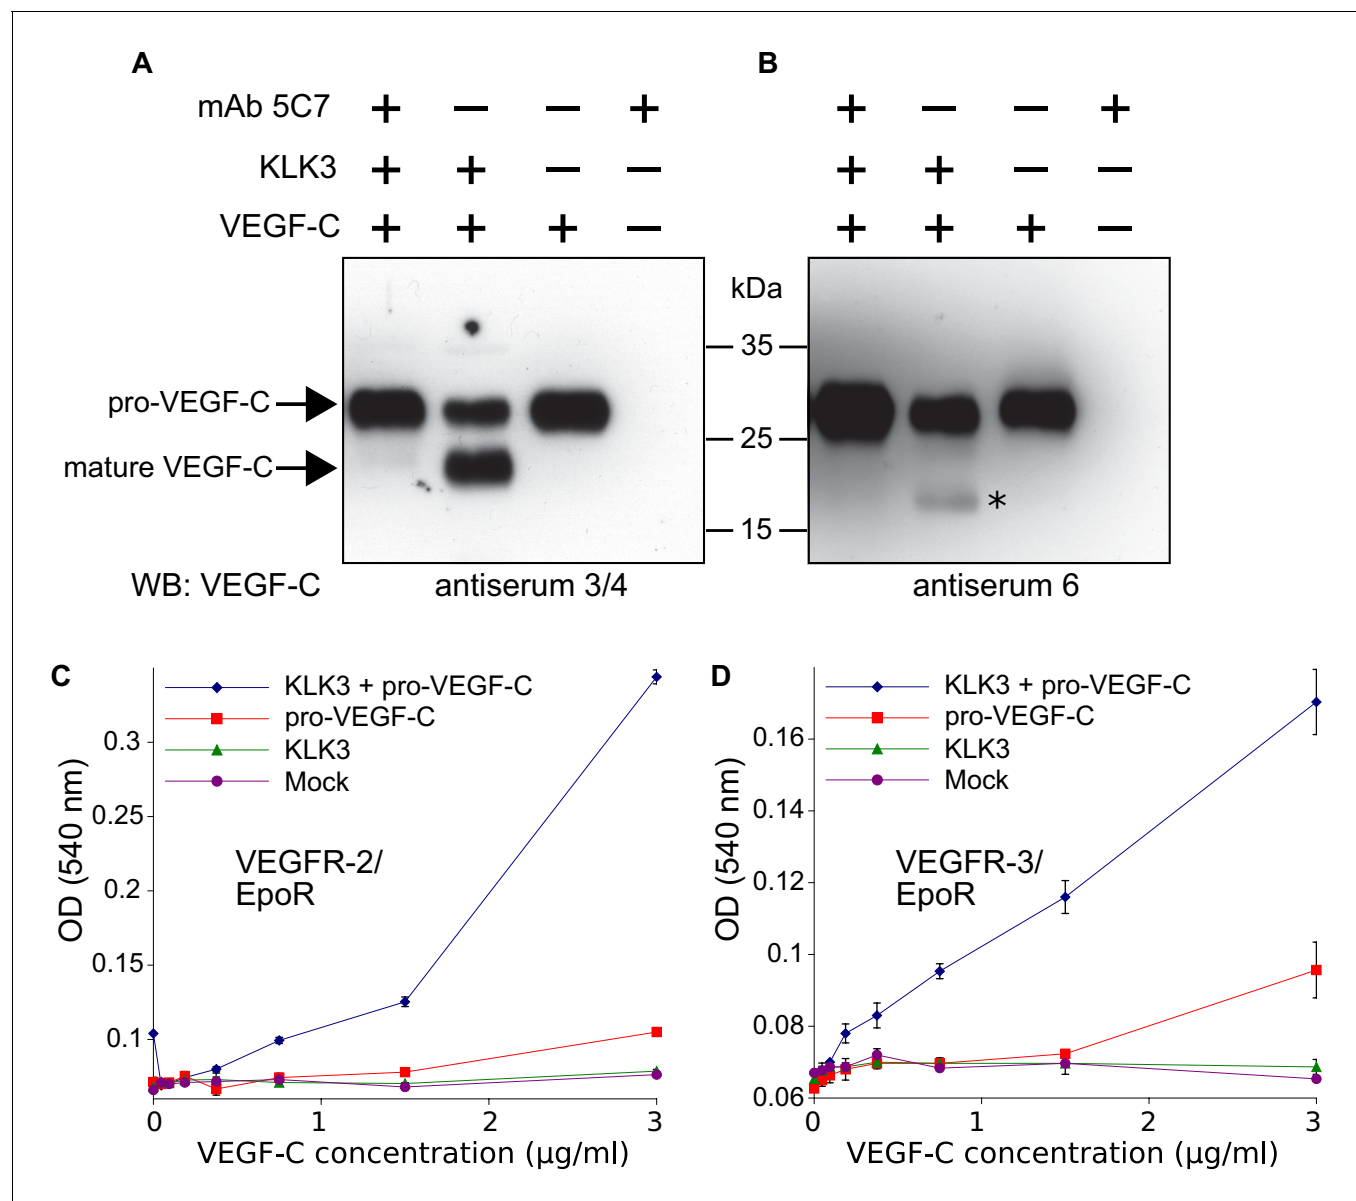 A
B
mAb 5C7 + − − + + − − +
KLK3 + + − − + + − −
VEGF-C + + + − + + + −
kDa
35
pro-VEGF-C
25
mature VEGF-C
*
15
WB: VEGF-C antiserum 3/4 antiserum 6
C
KLK3 + pro-VEGF-C
pro-VEGF-C
KLK3
Mock
VEGFR-2/
EpoR
OD (540 nm)
0.3
0.25
0.2
0.15
0.1
0 1 2 3
VEGF-C concentration (µg/ml)
D
KLK3 + pro-VEGF-C
pro-VEGF-C
KLK3
Mock
VEGFR-3/
EpoR
OD (540 nm)
0.16
0.14
0.12
0.1
0.08
0.06
0 1 2 3
VEGF-C concentration (µg/ml)